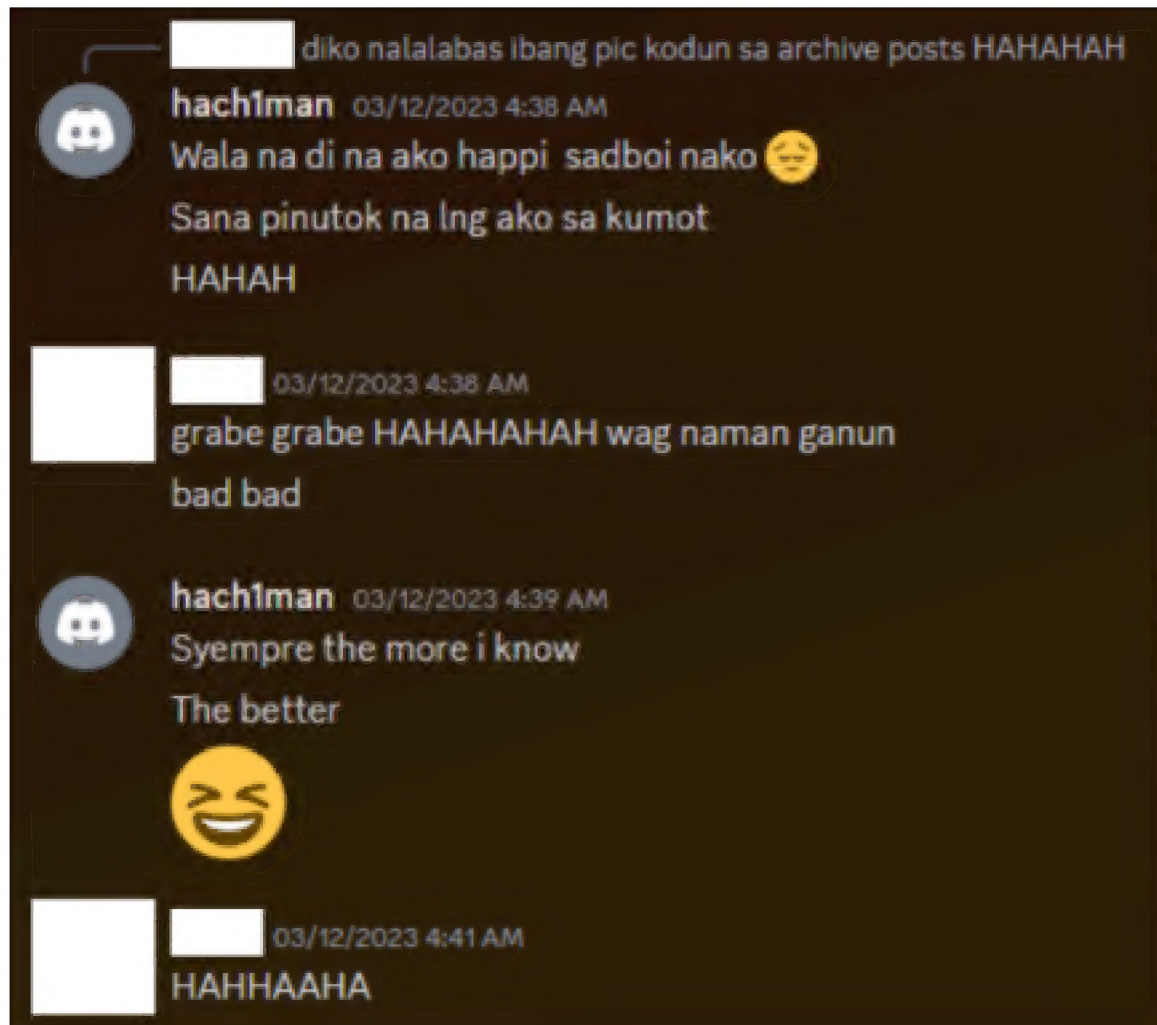 diko nalalabas ibang pic kodun sa archive posts HAHAHAH
hach1man 03/12/2023 4:38 AM
Wala na di na ako happi sadboi nako
Sana pinutok na lng ako sa kumot
HAHAH
03/12/2023 4:38 AM
grabe grabe HAHAHAHAH wag naman ganun
bad bad
hach1man 03/12/2023 4:39 AM
Syempre the more i know
The better
03/12/2023 4:41 AM
HAHHAAHA